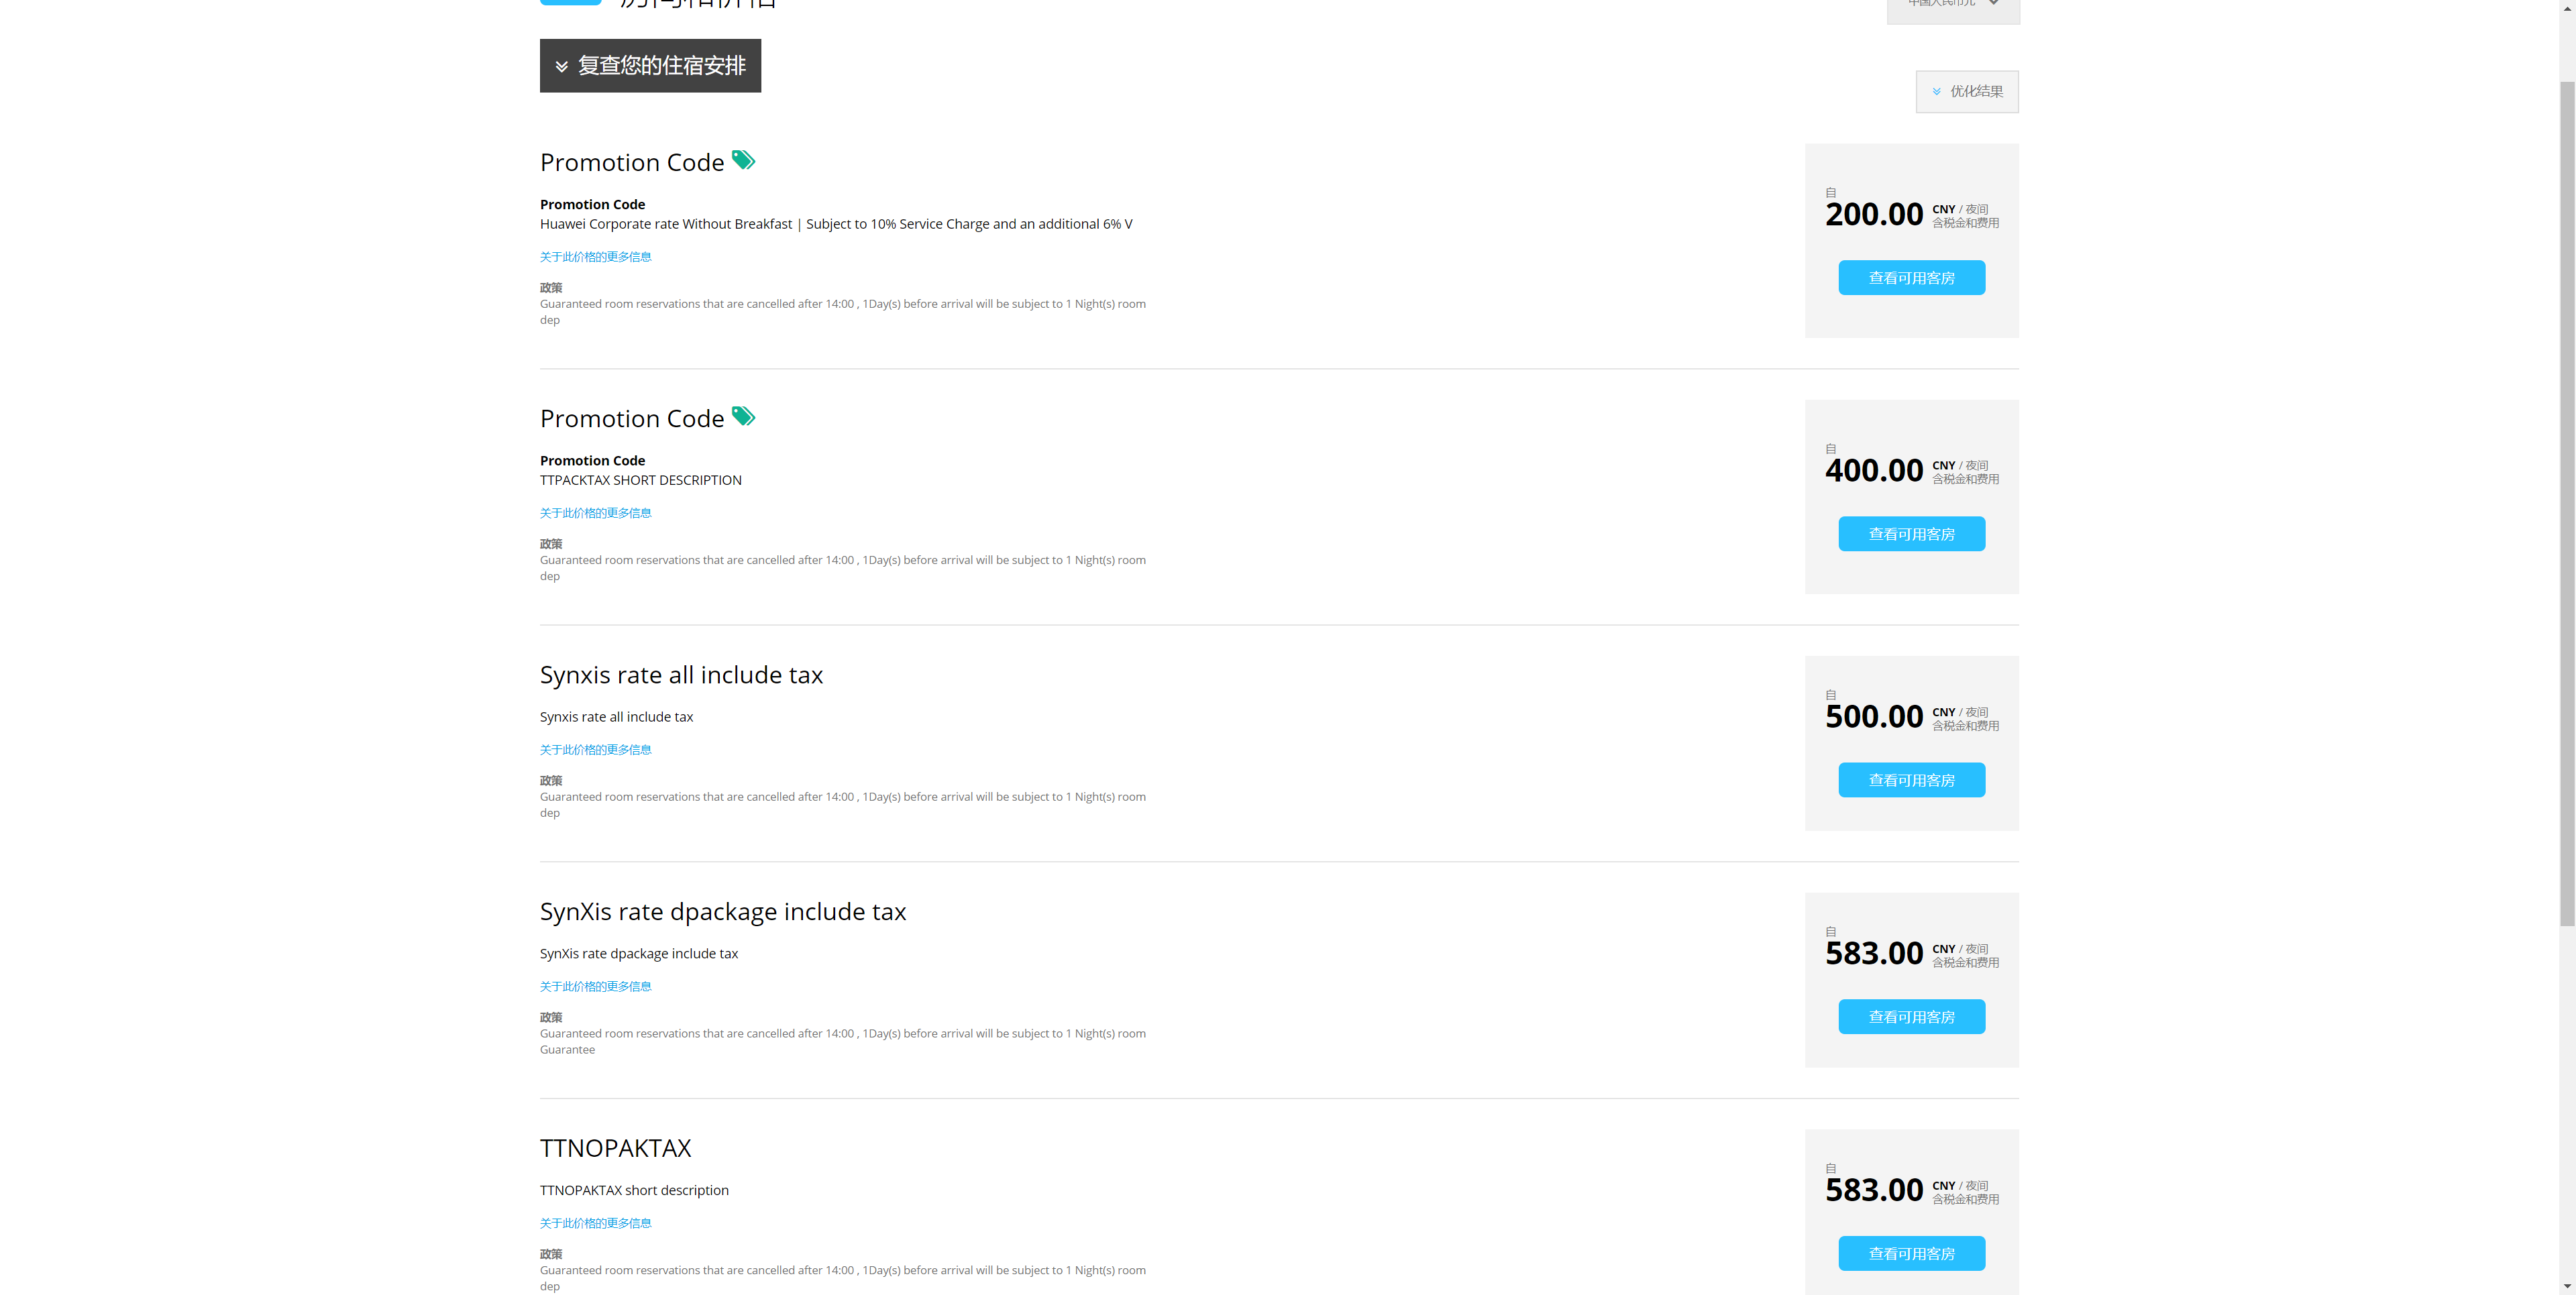 房间和价格
中国人民币元
复查您的住宿安排
优化结果
Promotion Code
Promotion Code
Huawei Corporate rate Without Breakfast | Subject to 10% Service Charge and an additional 6% V
关于此价格的更多信息
政策
Guaranteed room reservations that are cancelled after 14:00 , 1Day(s) before arrival will be subject to 1 Night(s) room
dep
自
200.00 CNY / 夜间
含税金和费用
查看可用客房
Promotion Code
Promotion Code
TTPACKTAX SHORT DESCRIPTION
关于此价格的更多信息
政策
Guaranteed room reservations that are cancelled after 14:00 , 1Day(s) before arrival will be subject to 1 Night(s) room
dep
自
400.00 CNY / 夜间
含税金和费用
查看可用客房
Synxis rate all include tax
Synxis rate all include tax
关于此价格的更多信息
政策
Guaranteed room reservations that are cancelled after 14:00 , 1Day(s) before arrival will be subject to 1 Night(s) room
dep
自
500.00 CNY / 夜间
含税金和费用
查看可用客房
SynXis rate dpackage include tax
SynXis rate dpackage include tax
关于此价格的更多信息
政策
Guaranteed room reservations that are cancelled after 14:00 , 1Day(s) before arrival will be subject to 1 Night(s) room
Guarantee
自
583.00 CNY / 夜间
含税金和费用
查看可用客房
TTNOPAKTAX
TTNOPAKTAX short description
关于此价格的更多信息
政策
Guaranteed room reservations that are cancelled after 14:00 , 1Day(s) before arrival will be subject to 1 Night(s) room
dep
自
583.00 CNY / 夜间
含税金和费用
查看可用客房